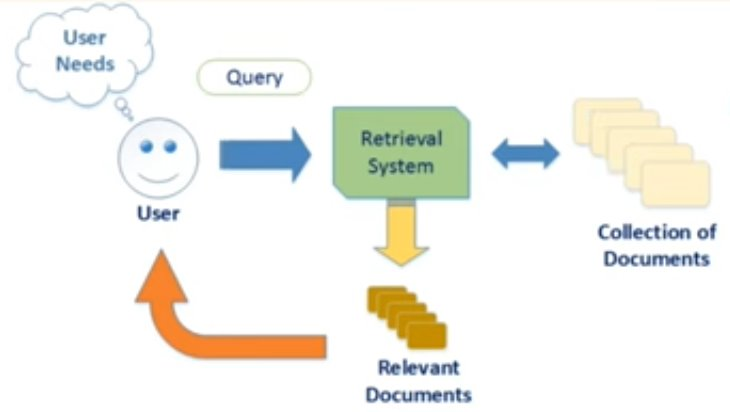 User
Needs
Query
Retrieval
System
User
Collection of
Documents
Relevant
Documents